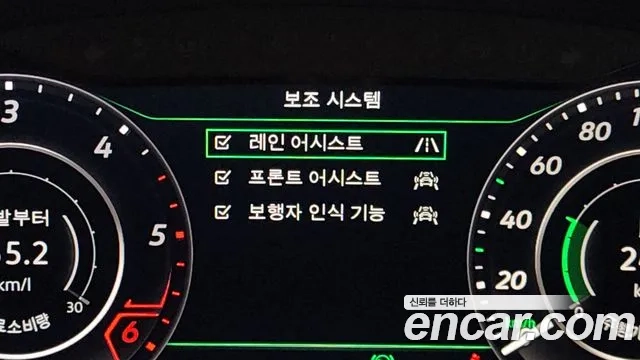 보조 시스템
레인 어시스트
프론트 어시스트
보행자 인식 기능
3
4
5
6
발부터
5.2
km/l
30
료소비량
80
60
40
20
0
신뢰를 더하다
encar.com